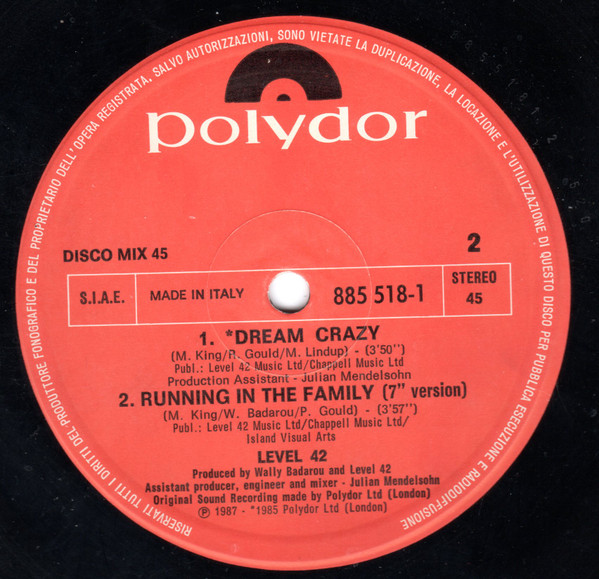 RISERVATI TUTTI I DIRITTI DEL PRODUTTORE FONOGRAFICO E DEL PROPRIETARIO DELL'OPERA REGISTRATA, SALVO AUTORIZZAZIONI, SONO VIETATE LA DUPLICAZIONE, LA LOCAZIONE E L'UTILIZZAZIONE DI QUESTO DISCO PER PUBBLICA ESECUZIONE E RADIODIFFUSIONE
polydor
DISCO MIX 45
2
S.I.A.E.
MADE IN ITALY
885 518-1
STEREO
45
1. *DREAM CRAZY
(M. King/R. Gould/M. Lindup) - (3'50'')
Publ.: Level 42 Music Ltd/Chappell Music Ltd/
Production Assistant - Julian Mendelsohn
2. RUNNING IN THE FAMILY (7'' version)
(M. King/W. Badarou/P. Gould) - (3'57'')
Publ.: Level 42 Music Ltd/Chappell Music Ltd/
Island Visual Arts
LEVEL 42
Produced by Wally Badarou and Level 42
Assistant producer, engineer and mixer - Julian Mendelsohn
Original Sound Recording made by Polydor Ltd (London)
Ⓟ 1987 - *1985 Polydor Ltd (London)